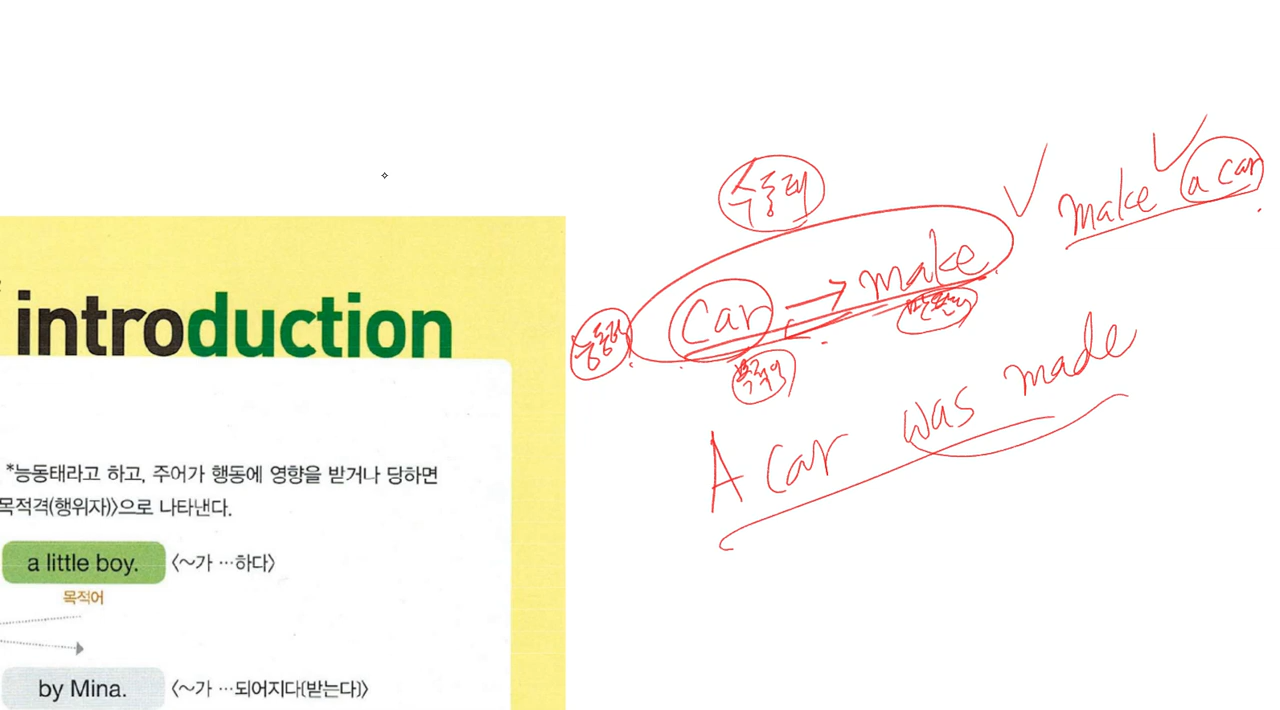 introduction
*능동태라고 하고, 주어가 행동에 영향을 받거나 당하면
목적격(행위자)〉으로 나타낸다.
a little boy. 〈~가 …하다〉
목적어
by Mina. 〈~가 …되어지다(받는다)〉
수동태
make a car
car → make
능동태
목적어
A car was made